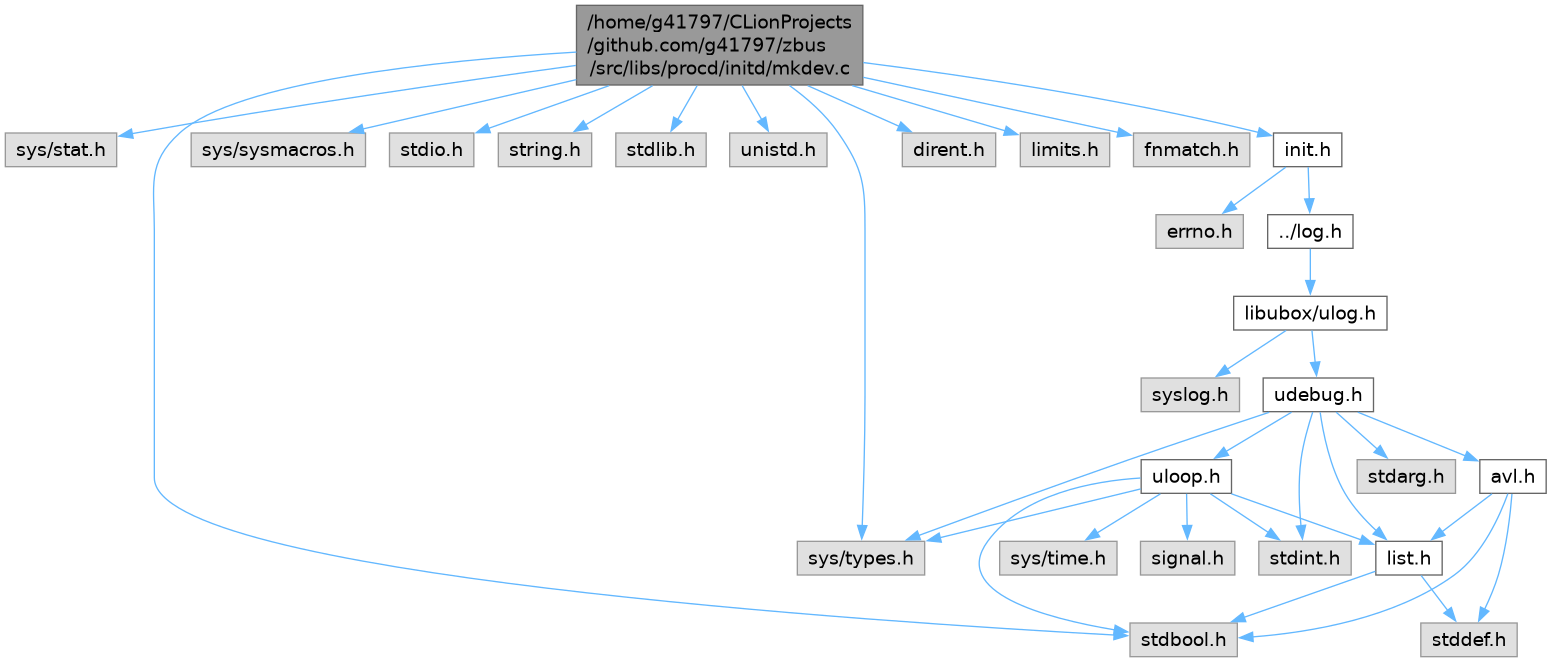 /home/g41797/CLionProjects
/github.com/g41797/zbus
/src/libs/procd/initd/mkdev.c
sys/stat.h
sys/sysmacros.h
stdio.h
string.h
stdlib.h
unistd.h
dirent.h
limits.h
fnmatch.h
init.h
errno.h
../log.h
libubox/ulog.h
syslog.h
udebug.h
uloop.h
stdarg.h
avl.h
sys/types.h
sys/time.h
signal.h
stdint.h
list.h
stdbool.h
stddef.h